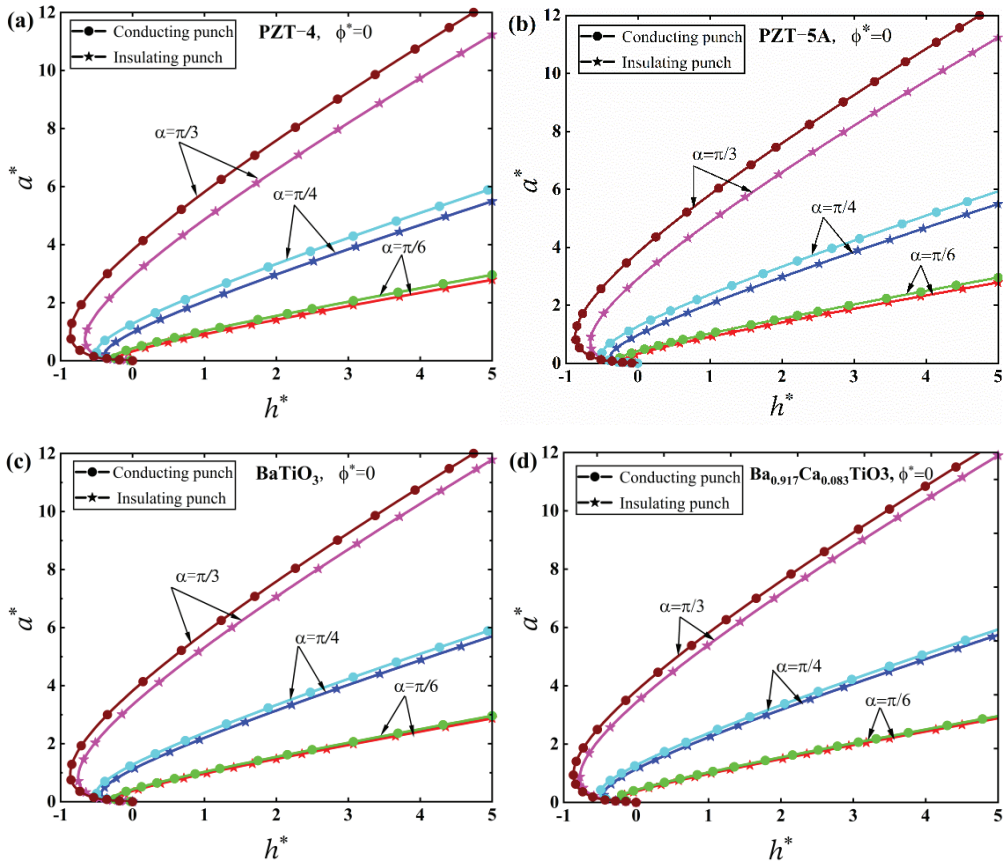 (a) PZT−4, ϕ*=0
Conducting punch
Insulating punch
α=π/3
α=π/4
α=π/6
a*
12
10
8
6
4
2
0
-1 0 1 2 3 4 5
h*
(b) PZT−5A, ϕ*=0
Conducting punch
Insulating punch
α=π/3
α=π/4
α=π/6
a*
12
10
8
6
4
2
0
-1 0 1 2 3 4 5
h*
(c) BaTiO₃, ϕ*=0
Conducting punch
Insulating punch
α=π/3
α=π/4
α=π/6
a*
12
10
8
6
4
2
0
-1 0 1 2 3 4 5
h*
(d) Ba₀.₉₁₇Ca₀.₀₈₃TiO3, ϕ*=0
Conducting punch
Insulating punch
α=π/3
α=π/4
α=π/6
a*
12
10
8
6
4
2
0
-1 0 1 2 3 4 5
h*